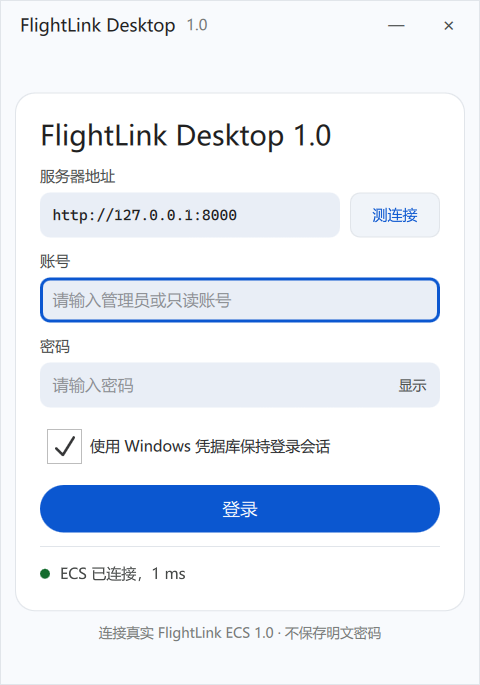 FlightLink Desktop 1.0
FlightLink Desktop 1.0
服务器地址
http://127.0.0.1:8000 测连接
账号
请输入管理员或只读账号
密码
请输入密码 显示
使用 Windows 凭据库保持登录会话
登录
ECS 已连接，1 ms
连接真实 FlightLink ECS 1.0 · 不保存明文密码